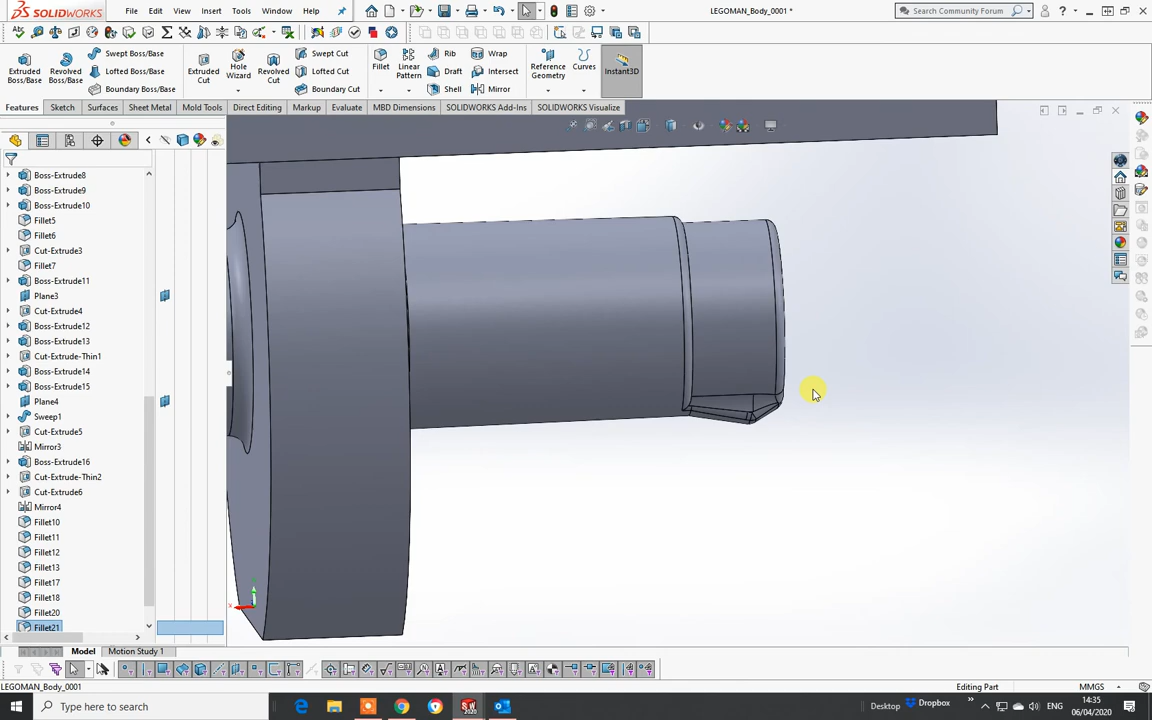 SOLIDWORKS
File Edit View Insert Tools Window Help
LEGOMAN_Body_0001 *
Search Community Forum
Extruded Boss/Base
Revolved Boss/Base
Swept Boss/Base
Lofted Boss/Base
Boundary Boss/Base
Extruded Cut
Hole Wizard
Revolved Cut
Swept Cut
Lofted Cut
Boundary Cut
Fillet
Linear Pattern
Rib
Draft
Shell
Wrap
Intersect
Mirror
Reference Geometry
Curves
Instant3D
Features Sketch Surfaces Sheet Metal Mold Tools Direct Editing Markup Evaluate MBD Dimensions SOLIDWORKS Add-Ins SOLIDWORKS Visualize
Boss-Extrude8
Boss-Extrude9
Boss-Extrude10
Fillet5
Fillet6
Cut-Extrude3
Fillet7
Boss-Extrude11
Plane3
Cut-Extrude4
Boss-Extrude12
Boss-Extrude13
Cut-Extrude-Thin1
Boss-Extrude14
Boss-Extrude15
Plane4
Sweep1
Cut-Extrude5
Mirror3
Boss-Extrude16
Cut-Extrude-Thin2
Cut-Extrude6
Mirror4
Fillet10
Fillet11
Fillet12
Fillet13
Fillet17
Fillet18
Fillet20
Fillet21
Model Motion Study 1
LEGOMAN_Body_0001
Editing Part
MMGS
Type here to search
Desktop
Dropbox
ENG
14:35
06/04/2020